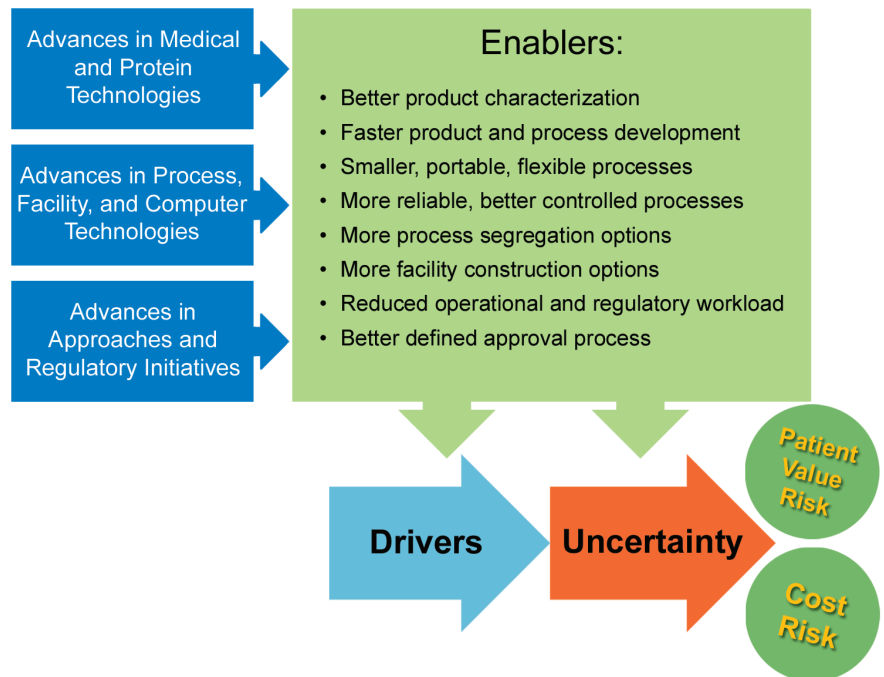 Advances in Medical
and Protein
Technologies
Advances in Process,
Facility, and Computer
Technologies
Advances in
Approaches and
Regulatory Initiatives
Enablers:
• Better product characterization
• Faster product and process development
• Smaller, portable, flexible processes
• More reliable, better controlled processes
• More process segregation options
• More facility construction options
• Reduced operational and regulatory workload
• Better defined approval process
Drivers
Uncertainty
Patient
Value
Risk
Cost
Risk